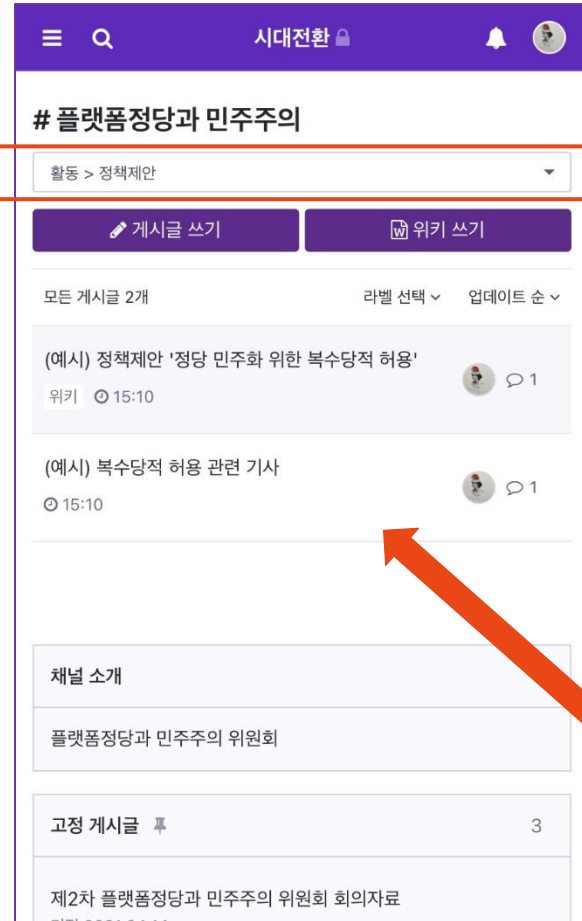 시대전환
# 플랫폼정당과 민주주의
활동 > 정책제안
게시글 쓰기
위키 쓰기
모든 게시글 2개
라벨 선택
업데이트 순
(예시) 정책제안 '정당 민주화 위한 복수당적 허용'
위키 15:10
1
(예시) 복수당적 허용 관련 기사
15:10
1
채널 소개
플랫폼정당과 민주주의 위원회
고정 게시글
3
제2차 플랫폼정당과 민주주의 위원회 회의자료